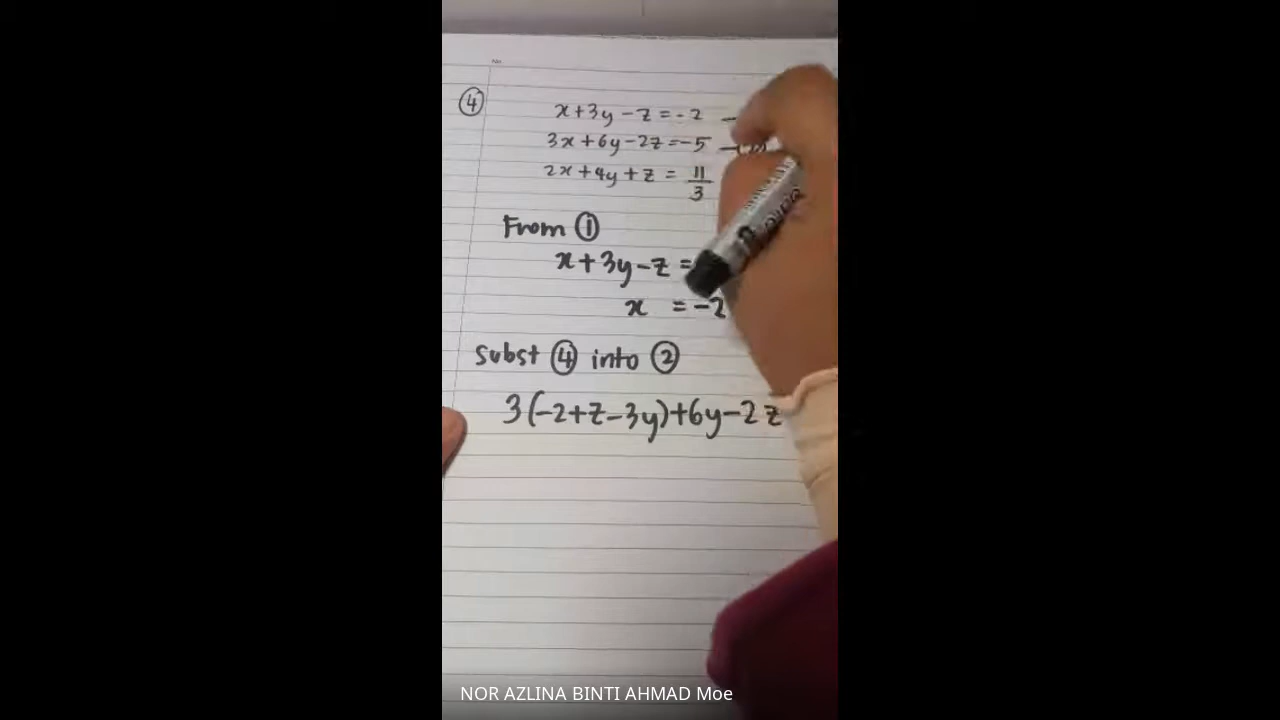 No.
④
x+3y-z=-2 -
3x+6y-2z=-5 -
2x+4y+z = 11/3
From ①
x+3y-z =
x = -2
Subst ④ into ②
3(-2+z-3y)+6y-2z
NOR AZLINA BINTI AHMAD Moe